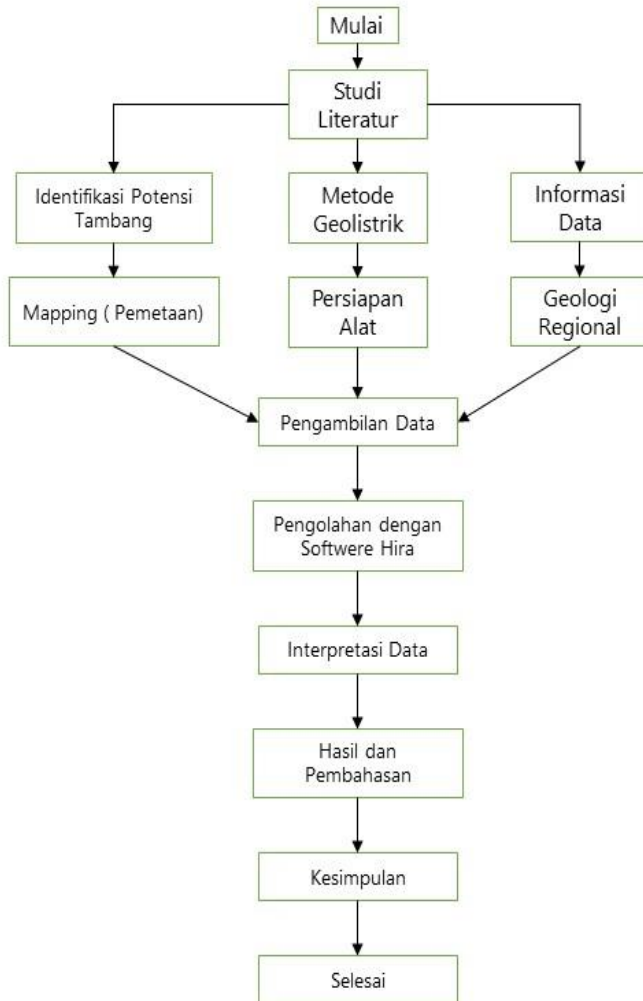 Mulai
Studi
Literatur
Identifikasi Potensi
Tambang
Metode
Geolistrik
Informasi
Data
Mapping ( Pemetaan)
Persiapan
Alat
Geologi
Regional
Pengambilan Data
Pengolahan dengan
Softwere Hira
Interpretasi Data
Hasil dan
Pembahasan
Kesimpulan
Selesai